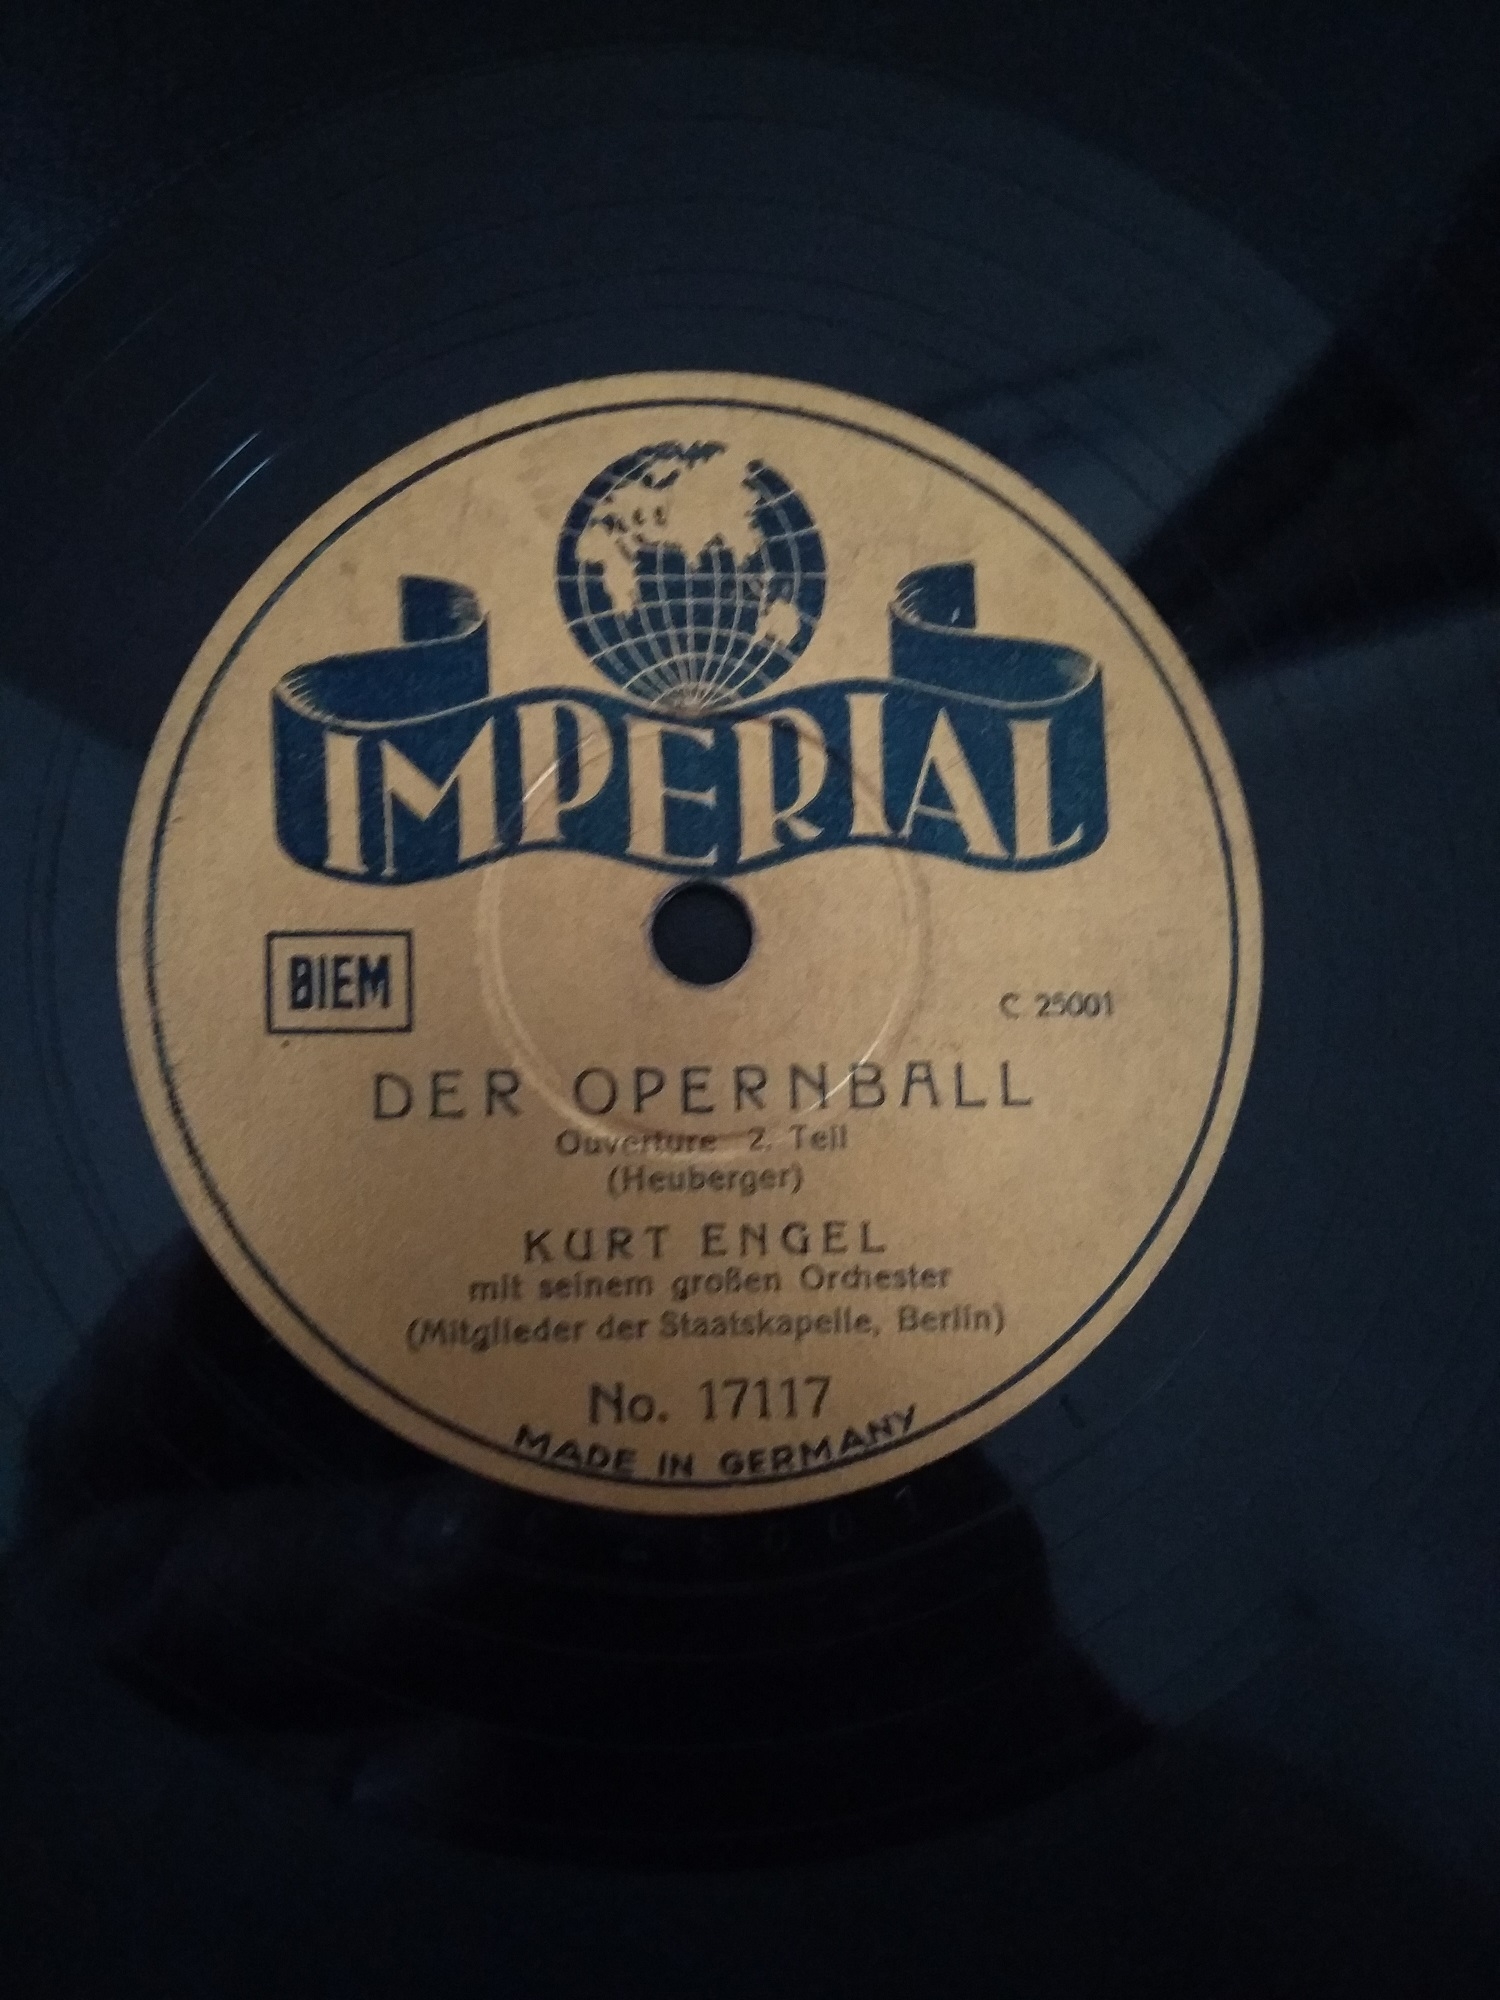 IMPERIAL
BIEM
C 25001
DER OPERNBALL
Ouverture 2. Teil
(Heuberger)
KURT ENGEL
mit seinem großen Orchester
(Mitglieder der Staatskapelle, Berlin)
No. 17117
MADE IN GERMANY